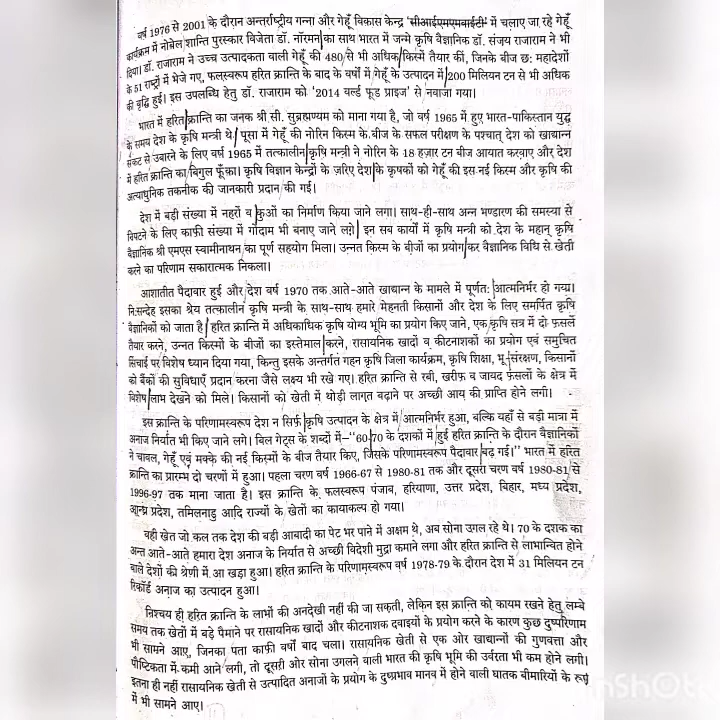 वर्ष 1976 से 2001 के दौरान अन्तर्राष्ट्रीय गन्ना और गेहूँ विकास केन्द्र 'सीआईएमएमवाईटी' में चलाए जा रहे गेहूँ
कार्यक्रम में नोबेल शान्ति पुरस्कार विजेता डॉ. नॉरमन का साथ भारत में जन्मे कृषि वैज्ञानिक डॉ. संजय राजाराम ने भी
दिया। डॉ. राजाराम ने उच्च उत्पादकता वाली गेहूँ की 480 से भी अधिक किस्में तैयार कीं, जिनके बीज छ: महादेशों
के 51 राष्ट्रों में भेजे गए, फलस्वरूप हरित क्रान्ति के बाद के वर्षों में गेहूँ के उत्पादन में 200 मिलियन टन से भी अधिक
की वृद्धि हुई। इस उपलब्धि हेतु डॉ. राजाराम को '2014 वर्ल्ड फूड प्राइज' से नवाजा गया।
भारत में हरित क्रान्ति का जनक श्री सी. सुब्रह्मण्यम को माना गया है, जो वर्ष 1965 में हुए भारत-पाकिस्तान युद्ध
के समय देश के कृषि मन्त्री थे। पूसा में गेहूँ की नोरिन किस्म के बीज के सफल परीक्षण के पश्चात् देश को खाद्यान्न
संकट से उबारने के लिए वर्ष 1965 में तत्कालीन कृषि मन्त्री ने नोरिन के 18 हज़ार टन बीज आयात करवाए और देश
में हरित क्रान्ति का बिगुल फूँका। कृषि विज्ञान केन्द्रों के ज़रिए देश के कृषकों को गेहूँ की इस नई किस्म और कृषि की
अत्याधुनिक तकनीक की जानकारी प्रदान की गई।
देश में बड़ी संख्या में नहरों व कुओं का निर्माण किया जाने लगा। साथ-ही-साथ अन्न भण्डारण की समस्या से
निपटने के लिए काफ़ी संख्या में गोदाम भी बनाए जाने लगे। इन सब कार्यों में कृषि मन्त्री को देश के महान् कृषि
वैज्ञानिक श्री एमएस स्वामीनाथन का पूर्ण सहयोग मिला। उन्नत किस्म के बीजों का प्रयोग कर वैज्ञानिक विधि से खेती
करने का परिणाम सकारात्मक निकला।
आशातीत पैदावार हुई और देश वर्ष 1970 तक आते-आते खाद्यान्न के मामले में पूर्णत: आत्मनिर्भर हो गया।
नि:सन्देह इसका श्रेय तत्कालीन कृषि मन्त्री के साथ-साथ हमारे मेहनती किसानों और देश के लिए समर्पित कृषि
वैज्ञानिकों को जाता है। हरित क्रान्ति में अधिकाधिक कृषि योग्य भूमि का प्रयोग किए जाने, एक कृषि सत्र में दो फसलें
तैयार करने, उन्नत किस्मों के बीजों का इस्तेमाल करने, रासायनिक खादों व कीटनाशकों का प्रयोग एवं समुचित
सिंचाई पर विशेष ध्यान दिया गया, किन्तु इसके अन्तर्गत गहन कृषि जिला कार्यक्रम, कृषि शिक्षा, भू-संरक्षण, किसानों
को बैंकों की सुविधाएँ प्रदान करना जैसे लक्ष्य भी रखे गए। हरित क्रान्ति से रबी, खरीफ़ व जायद फ़सलों के क्षेत्र में
विशेष लाभ देखने को मिले। किसानों को खेती में थोड़ी लागत बढ़ाने पर अच्छी आय की प्राप्ति होने लगी।
इस क्रान्ति के परिणामस्वरूप देश न सिर्फ़ कृषि उत्पादन के क्षेत्र में आत्मनिर्भर हुआ, बल्कि यहाँ से बड़ी मात्रा में
अनाज निर्यात भी किए जाने लगे। बिल गेट्स के शब्दों में–"60-70 के दशकों में हुई हरित क्रान्ति के दौरान वैज्ञानिकों
ने चावल, गेहूँ एवं मक्के की नई किस्मों के बीज तैयार किए, जिसके परिणामस्वरूप पैदावार बढ़ गई।" भारत में हरित
क्रान्ति का प्रारम्भ दो चरणों में हुआ। पहला चरण वर्ष 1966-67 से 1980-81 तक और दूसरा चरण वर्ष 1980-81 से
1996-97 तक माना जाता है। इस क्रान्ति के फलस्वरूप पंजाब, हरियाणा, उत्तर प्रदेश, बिहार, मध्य प्रदेश,
आन्ध्र प्रदेश, तमिलनाडु आदि राज्यों के खेतों का कायाकल्प हो गया।
वही खेत जो कल तक देश की बड़ी आबादी का पेट भर पाने में अक्षम थे, अब सोना उगल रहे थे। 70 के दशक का
अन्त आते-आते हमारा देश अनाज के निर्यात से अच्छी विदेशी मुद्रा कमाने लगा और हरित क्रान्ति से लाभान्वित होने
वाले देशों की श्रेणी में आ खड़ा हुआ। हरित क्रान्ति के परिणामस्वरूप वर्ष 1978-79 के दौरान देश में 31 मिलियन टन
रिकॉर्ड अनाज का उत्पादन हुआ।
निश्चय ही हरित क्रान्ति के लाभों की अनदेखी नहीं की जा सकती, लेकिन इस क्रान्ति को कायम रखने हेतु लम्बे
समय तक खेतों में बड़े पैमाने पर रासायनिक खादों और कीटनाशक दवाइयों के प्रयोग करने के कारण कुछ दुष्परिणाम
भी सामने आए, जिनका पता काफ़ी वर्षों बाद चला। रासायनिक खेती से एक ओर खाद्यान्नों की गुणवत्ता और
पौष्टिकता में कमी आने लगी, तो दूसरी ओर सोना उगलने वाली भारत की कृषि भूमि की उर्वरता भी कम होने लगी।
इतना ही नहीं रासायनिक खेती से उत्पादित अनाजों के प्रयोग के दुष्प्रभाव मानव में होने वाली घातक बीमारियों के रूप
में भी सामने आए।